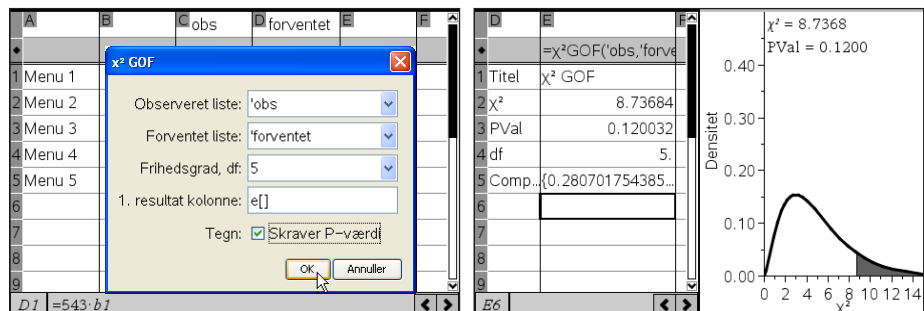 A B C obs D forventet E F
◆
1 Menu 1
2 Menu 2
3 Menu 3
4 Menu 4
5 Menu 5
6
7
8
9
D1 =543·b1
χ² GOF
Observeret liste: 'obs
Forventet liste: 'forventet
Frihedsgrad, df: 5
1. resultat kolonne: e[]
Tegn: Skraver P-værdi
OK Annuller
D E F
◆ =χ²GOF('obs,'forve
1 Titel χ² GOF
2 χ² 8.73684
3 PVal 0.120032
4 df 5.
5 Comp... {0.280701754385...
6
7
8
9
E6
χ² = 8.7368
PVal = 0.1200
Densitet
0.40
0.30
0.20
0.10
0.00
0 2 4 6 8 10 12 14
χ²